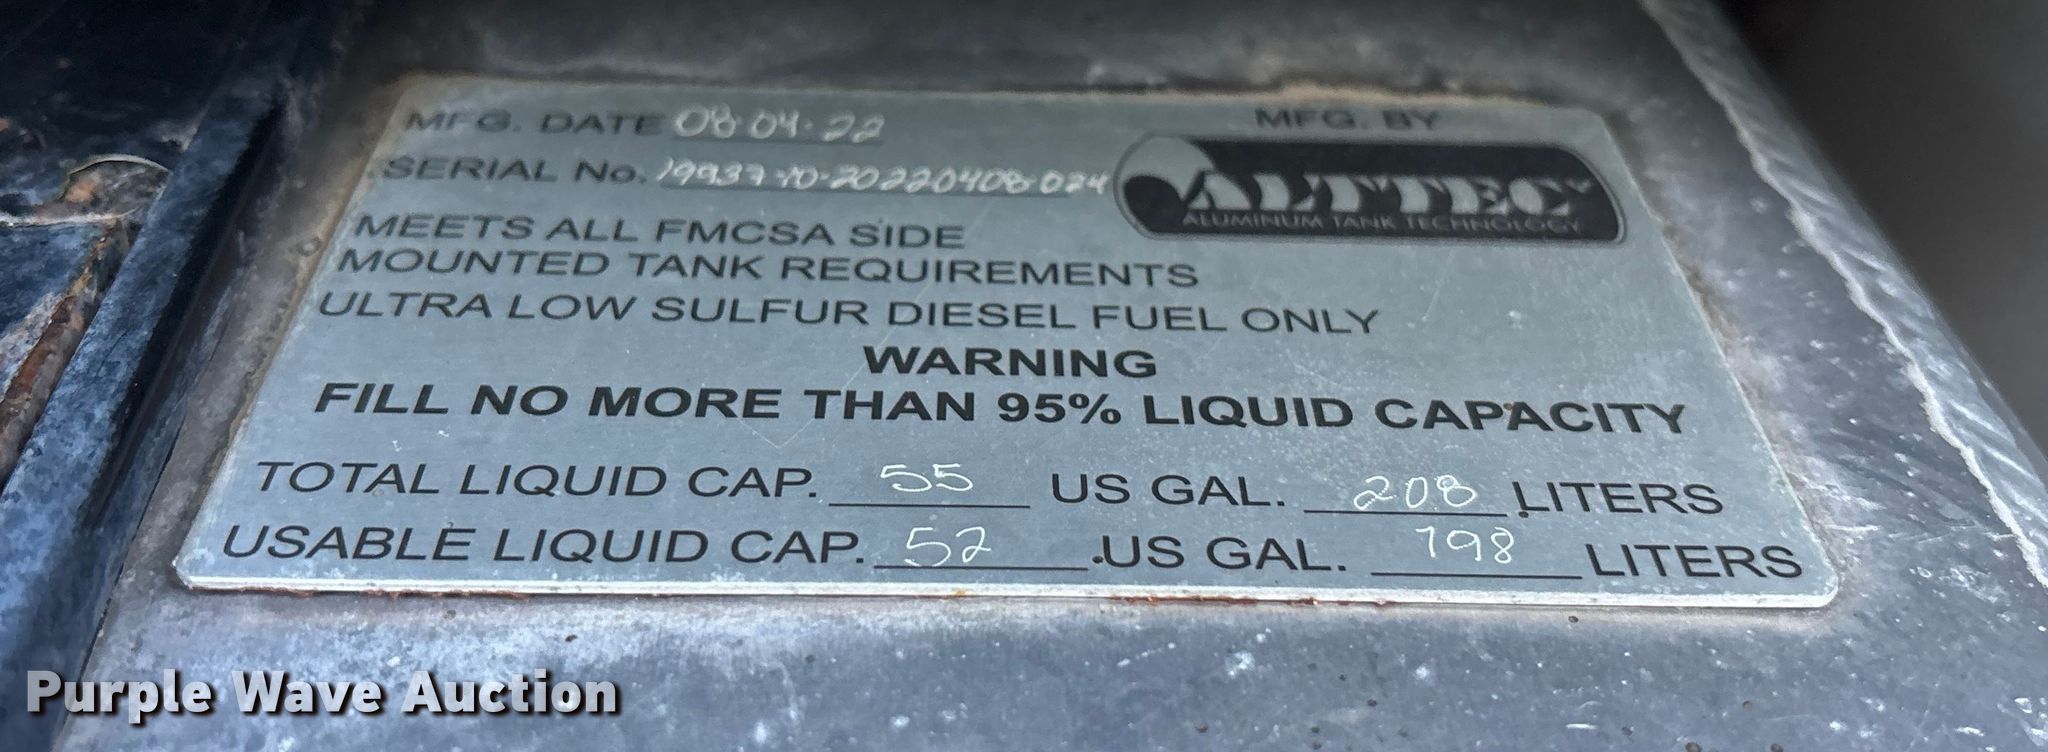 MFG. DATE 08·04·22
MFG. BY
SERIAL No. 19937-10-20220408-024
ALTTEC
ALUMINUM TANK TECHNOLOGY
MEETS ALL FMCSA SIDE
MOUNTED TANK REQUIREMENTS
ULTRA LOW SULFUR DIESEL FUEL ONLY
WARNING
FILL NO MORE THAN 95% LIQUID CAPACITY
TOTAL LIQUID CAP. 55 US GAL. 208 LITERS
USABLE LIQUID CAP. 52 US GAL. 198 LITERS
Purple Wave Auction